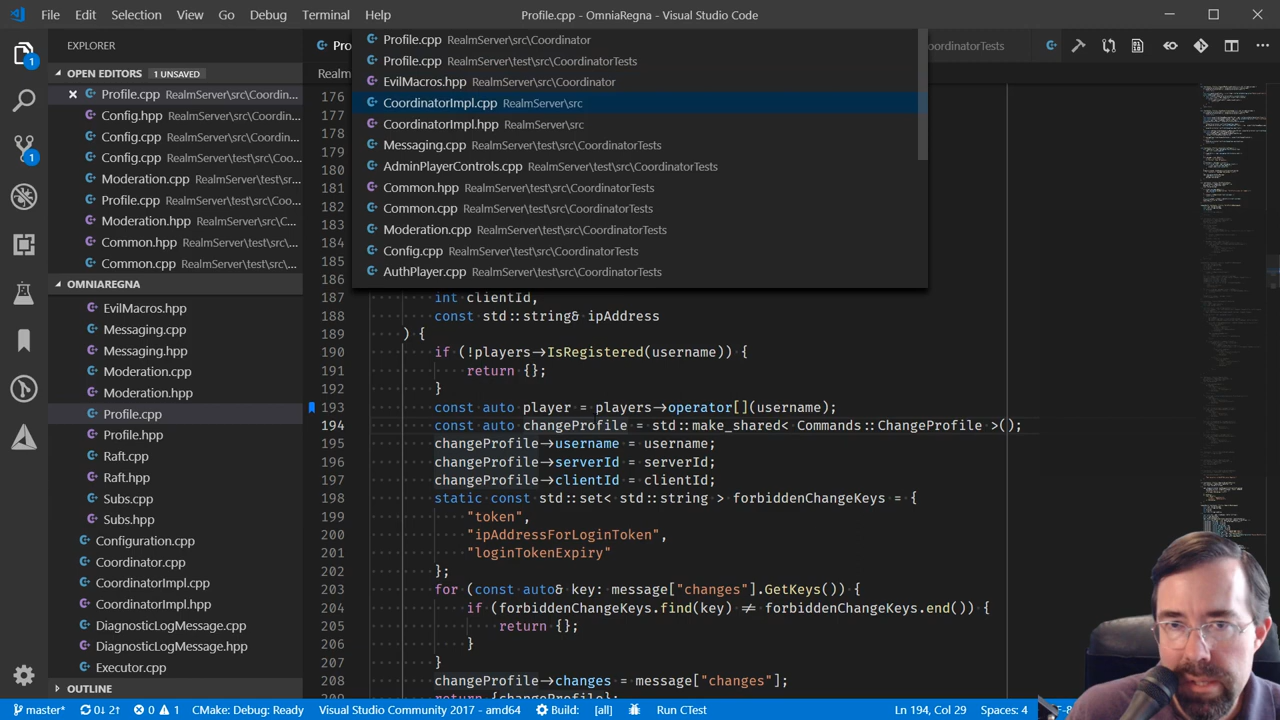 File Edit Selection View Go Debug Terminal Help Profile.cpp - OmniaRegna - Visual Studio Code
EXPLORER
OPEN EDITORS 1 UNSAVED
Profile.cpp RealmServer\src\Coordin...
Config.hpp RealmServer\src\Coordina...
Config.cpp RealmServer\src\Coordina...
Config.cpp RealmServer\test\src\Coo...
Moderation.cpp RealmServer\test\src...
Profile.cpp RealmServer\test\src\Coo...
Moderation.hpp RealmServer\src\C...
Common.hpp RealmServer\test\src...
Common.cpp RealmServer\test\src\...
OMNIAREGNA
EvilMacros.hpp
Messaging.cpp
Messaging.hpp
Moderation.cpp
Moderation.hpp
Profile.cpp
Profile.hpp
Raft.cpp
Raft.hpp
Subs.cpp
Subs.hpp
Configuration.cpp
Coordinator.cpp
CoordinatorImpl.cpp
CoordinatorImpl.hpp
DiagnosticLogMessage.cpp
DiagnosticLogMessage.hpp
Executor.cpp
OUTLINE
Profile.cpp RealmServer\src\Coordinator
Profile.cpp RealmServer\test\src\CoordinatorTests
EvilMacros.hpp RealmServer\src\Coordinator
CoordinatorImpl.cpp RealmServer\src
CoordinatorImpl.hpp RealmServer\src
Messaging.cpp RealmServer\test\src\CoordinatorTests
AdminPlayerControls.cpp RealmServer\test\src\CoordinatorTests
Common.hpp RealmServer\test\src\CoordinatorTests
Common.cpp RealmServer\test\src\CoordinatorTests
Moderation.cpp RealmServer\test\src\CoordinatorTests
Config.cpp RealmServer\test\src\CoordinatorTests
AuthPlayer.cpp RealmServer\test\src\CoordinatorTests
176
177
178
179
180
181
182
183
184
185
186
187 int clientId,
188 const std::string& ipAddress
189 ) {
190 if (!players->IsRegistered(username)) {
191 return {};
192 }
193 const auto player = players->operator[](username);
194 const auto changeProfile = std::make_shared< Commands::ChangeProfile >();
195 changeProfile->username = username;
196 changeProfile->serverId = serverId;
197 changeProfile->clientId = clientId;
198 static const std::set< std::string > forbiddenChangeKeys = {
199 "token",
200 "ipAddressForLoginToken",
201 "loginTokenExpiry"
202 };
203 for (const auto& key: message["changes"].GetKeys()) {
204 if (forbiddenChangeKeys.find(key) ≠ forbiddenChangeKeys.end()) {
205 return {};
206 }
207 }
208 changeProfile->changes = message["changes"];
209 return {changeProfile};
master* 0↓ 2↑ 0 1 CMake: Debug: Ready Visual Studio Community 2017 - amd64 Build: [all] Run CTest Ln 194, Col 29 Spaces: 4